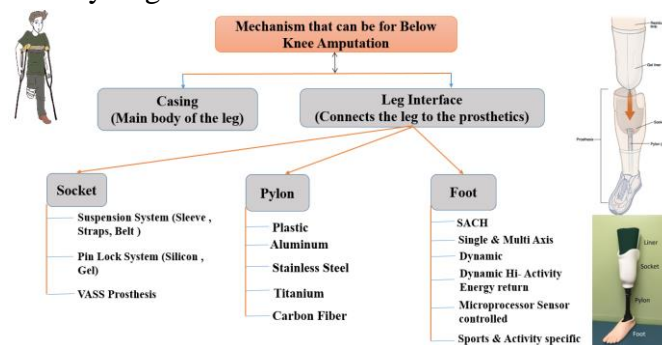 Mechanism that can be for Below
Knee Amputation
Casing
(Main body of the leg)
Leg Interface
(Connects the leg to the prosthetics)
Socket
Suspension System (Sleeve ,
Straps, Belt )
Pin Lock System (Silicon ,
Gel)
VASS Prosthesis
Pylon
Plastic
Aluminum
Stainless Steel
Titanium
Carbon Fiber
Foot
SACH
Single & Multi Axis
Dynamic
Dynamic Hi- Activity
Energy return
Microprocessor Sensor
controlled
Sports & Activity specific
Gel liner
Prosthesis
Liner
Socket
Pylon
Foot